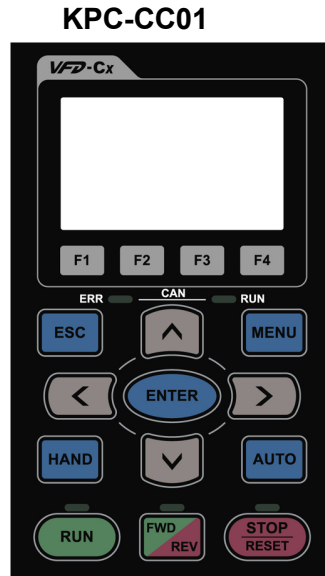 KPC-CC01
VFD-Cx
F1 F2 F3 F4
ERR CAN RUN
ESC MENU
ENTER
HAND AUTO
RUN FWD REV STOP RESET